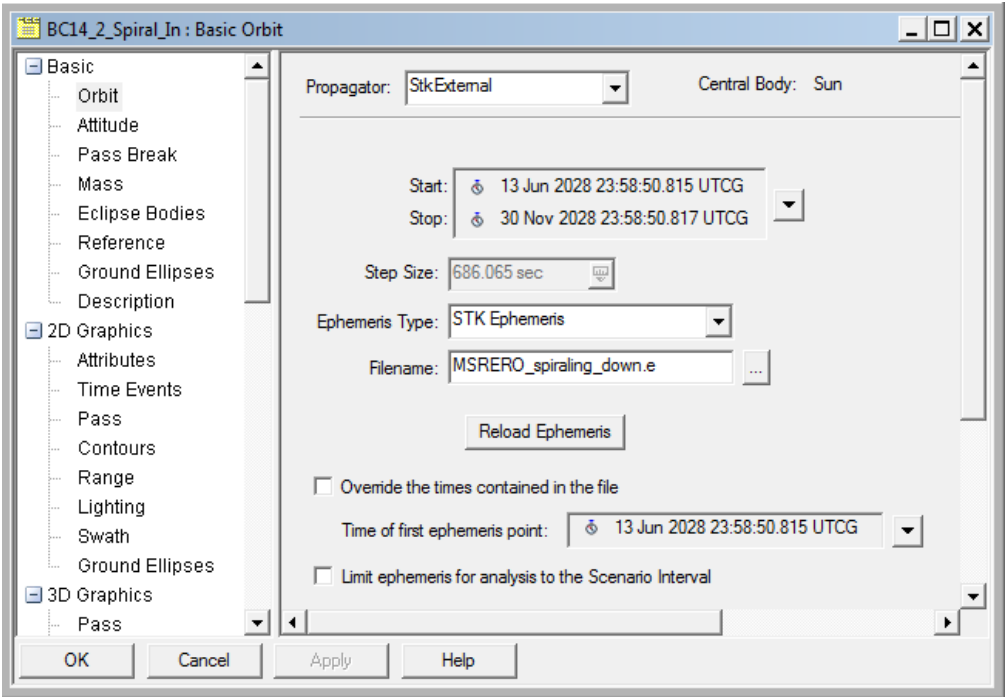 BC14_2_Spiral_In : Basic Orbit
Basic
Orbit
Attitude
Pass Break
Mass
Eclipse Bodies
Reference
Ground Ellipses
Description
2D Graphics
Attributes
Time Events
Pass
Contours
Range
Lighting
Swath
Ground Ellipses
3D Graphics
Pass
Propagator: StkExternal Central Body: Sun
Start: 13 Jun 2028 23:58:50.815 UTCG
Stop: 30 Nov 2028 23:58:50.817 UTCG
Step Size: 686.065 sec
Ephemeris Type: STK Ephemeris
Filename: MSRERO_spiraling_down.e ...
Reload Ephemeris
Override the times contained in the file
Time of first ephemeris point: 13 Jun 2028 23:58:50.815 UTCG
Limit ephemeris for analysis to the Scenario Interval
OK Cancel Apply Help